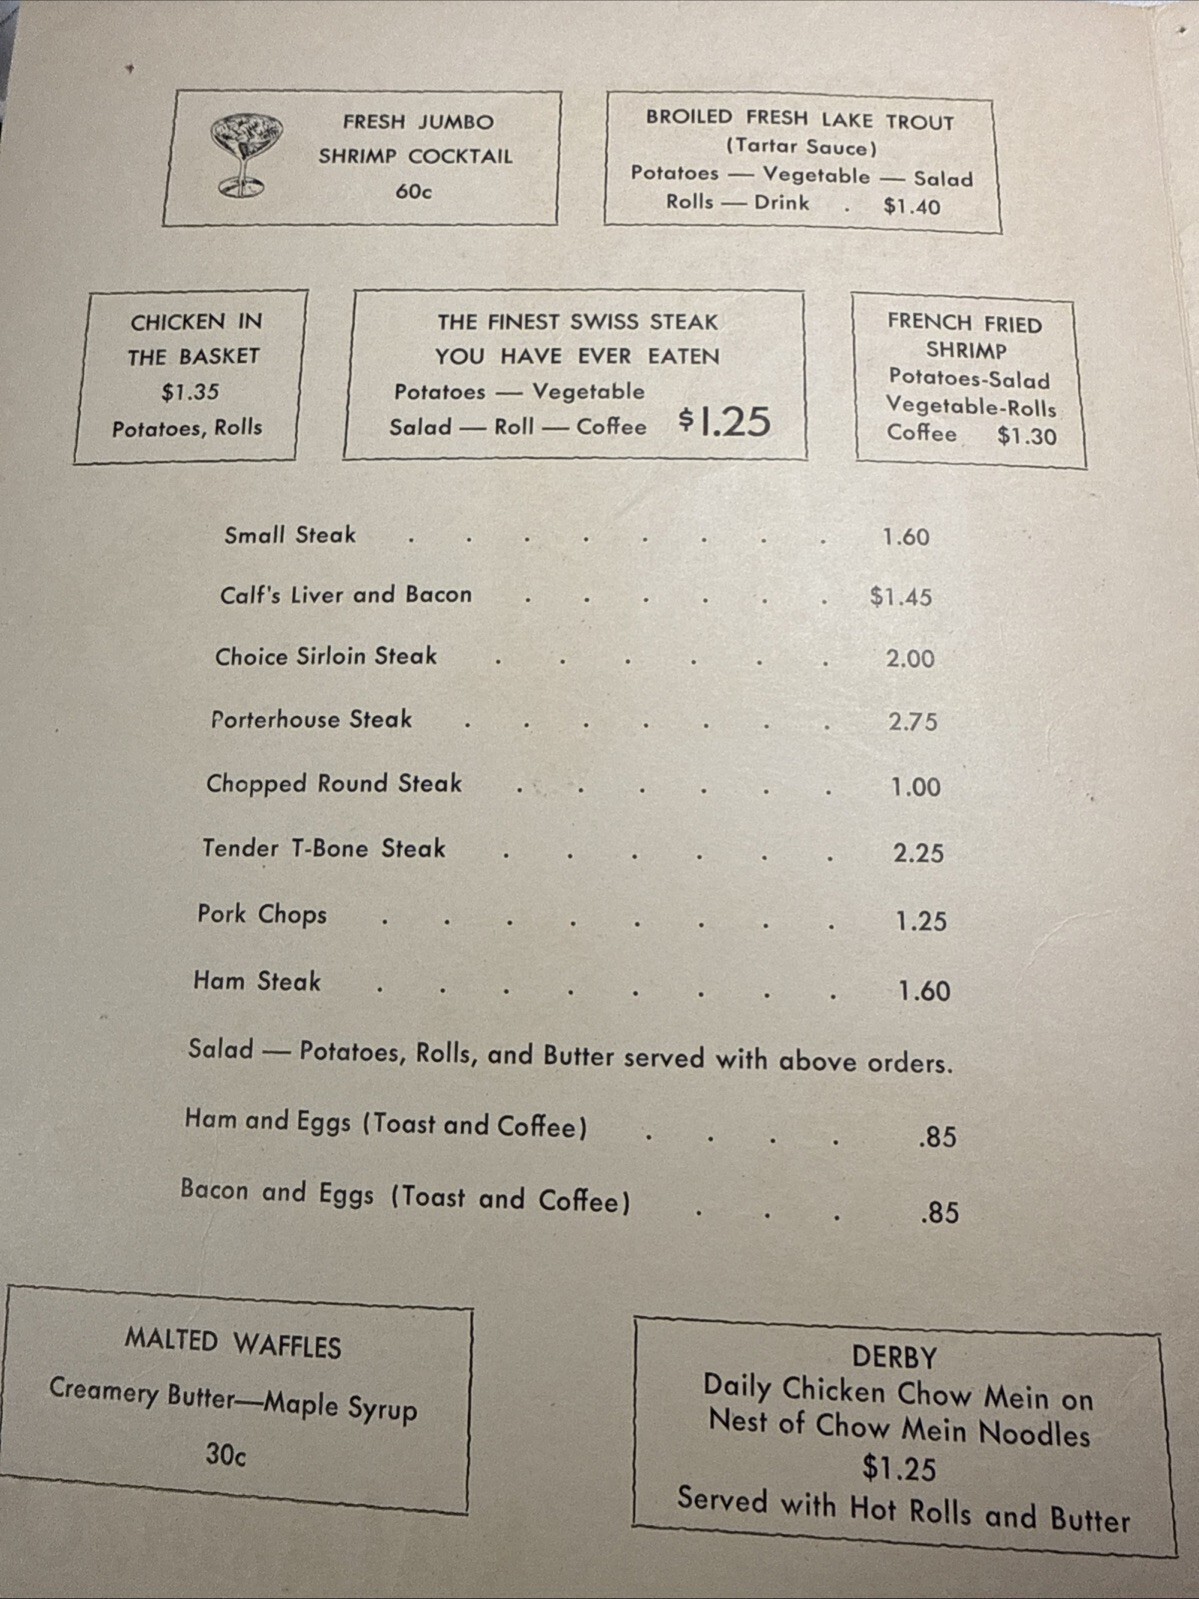 FRESH JUMBO
SHRIMP COCKTAIL
60c
BROILED FRESH LAKE TROUT
(Tartar Sauce)
Potatoes — Vegetable — Salad
Rolls — Drink . $1.40
CHICKEN IN
THE BASKET
$1.35
Potatoes, Rolls
THE FINEST SWISS STEAK
YOU HAVE EVER EATEN
Potatoes — Vegetable
Salad — Roll — Coffee $1.25
FRENCH FRIED
SHRIMP
Potatoes-Salad
Vegetable-Rolls
Coffee $1.30
Small Steak . . . . . . . . 1.60
Calf's Liver and Bacon . . . . . . $1.45
Choice Sirloin Steak . . . . . . 2.00
Porterhouse Steak . . . . . . . 2.75
Chopped Round Steak . . . . . . 1.00
Tender T-Bone Steak . . . . . . 2.25
Pork Chops . . . . . . . . 1.25
Ham Steak . . . . . . . . 1.60
Salad — Potatoes, Rolls, and Butter served with above orders.
Ham and Eggs (Toast and Coffee) . . . . .85
Bacon and Eggs (Toast and Coffee) . . . .85
MALTED WAFFLES
Creamery Butter—Maple Syrup
30c
DERBY
Daily Chicken Chow Mein on
Nest of Chow Mein Noodles
$1.25
Served with Hot Rolls and Butter